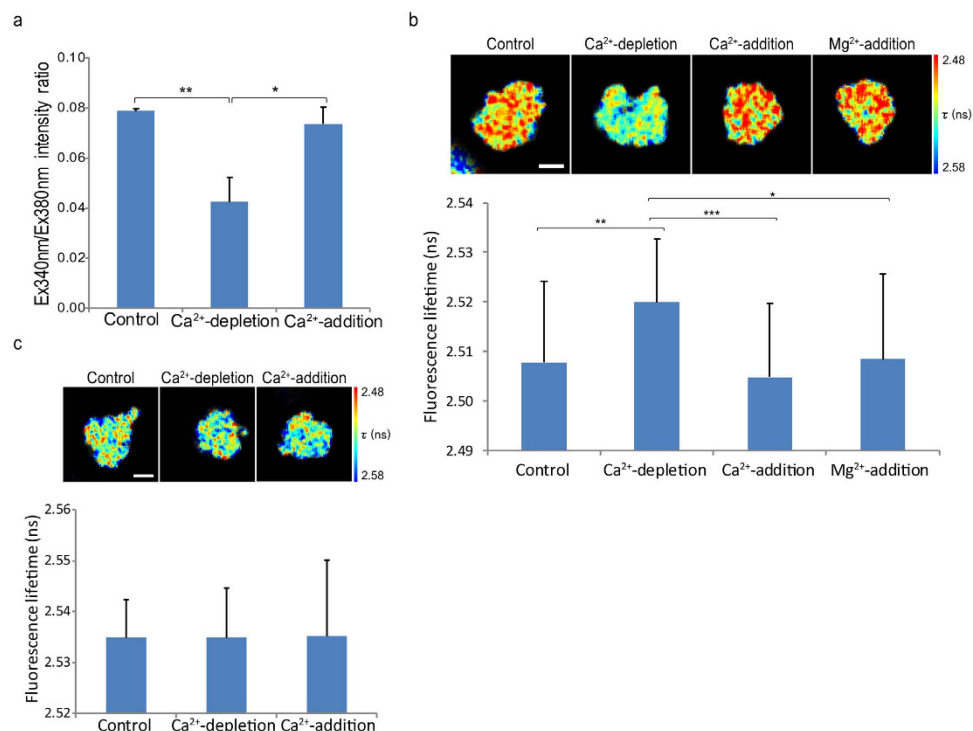 a
Ex340nm/Ex380nm intensity ratio
0.10
0.08
0.06
0.04
0.02
0.00
**
*
Control
Ca²⁺-depletion
Ca²⁺-addition
b
Control
Ca²⁺-depletion
Ca²⁺-addition
Mg²⁺-addition
2.48
τ (ns)
2.58
Fluorescence lifetime (ns)
2.54
2.53
2.52
2.51
2.50
2.49
*
**
***
Control
Ca²⁺-depletion
Ca²⁺-addition
Mg²⁺-addition
c
Control
Ca²⁺-depletion
Ca²⁺-addition
2.48
τ (ns)
2.58
Fluorescence lifetime (ns)
2.56
2.55
2.54
2.53
2.52
Control
Ca²⁺-depletion
Ca²⁺-addition